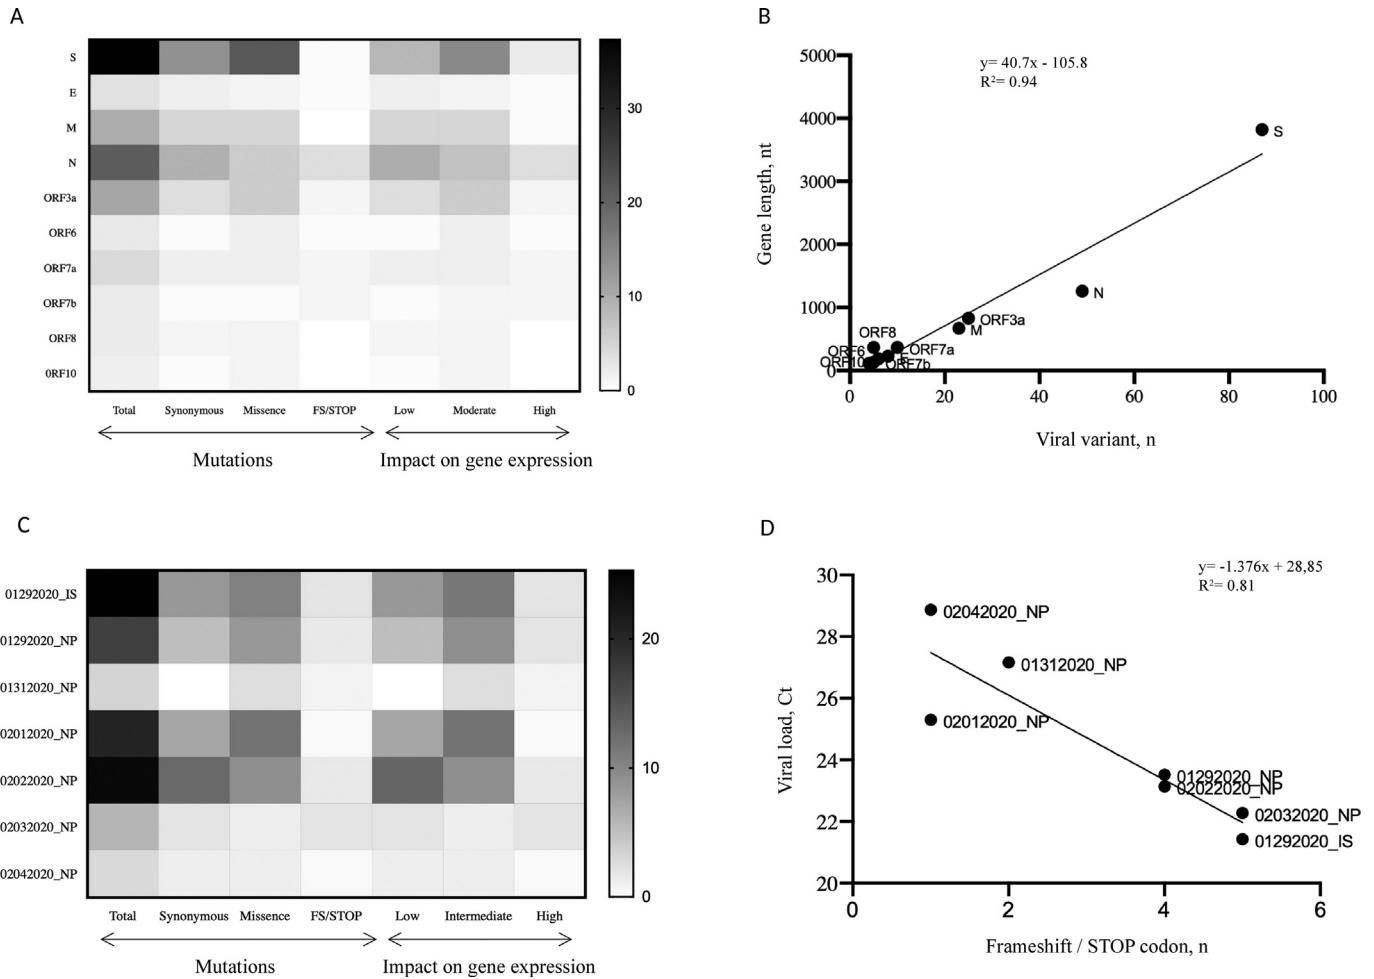 A
S
E
M
N
ORF3a
ORF6
ORF7a
ORF7b
ORF8
0RF10
30
20
10
0
Total Synonymous Missence FS/STOP Low Moderate High
Mutations Impact on gene expression
B
y= 40.7x - 105.8
R²= 0.94
Gene length, nt
5000
4000
3000
2000
1000
0
S
N
ORF3a
M
ORF8
ORF7a
ORF6
ORF10
ORF7b
0 20 40 60 80 100
Viral variant, n
C
01292020_IS
01292020_NP
01312020_NP
02012020_NP
02022020_NP
02032020_NP
02042020_NP
20
10
0
Total Synonymous Missence FS/STOP Low Intermediate High
Mutations Impact on gene expression
D
y= -1.376x + 28,85
R²= 0.81
Viral load, Ct
30
28
26
24
22
20
02042020_NP
01312020_NP
02012020_NP
01292020_NP
02022020_NP
02032020_NP
01292020_IS
0 2 4 6
Frameshift / STOP codon, n